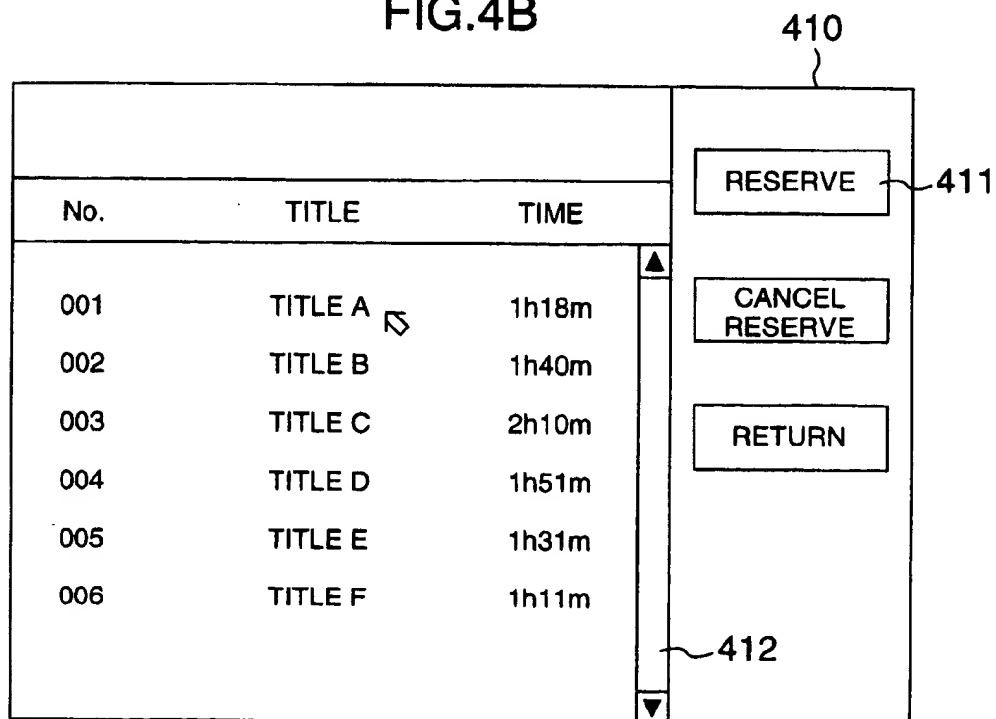 FIG.4B
410
RESERVE 411
No. TITLE TIME
001 TITLE A 1h18m
CANCEL
RESERVE
002 TITLE B 1h40m
003 TITLE C 2h10m
RETURN
004 TITLE D 1h51m
005 TITLE E 1h31m
006 TITLE F 1h11m
412